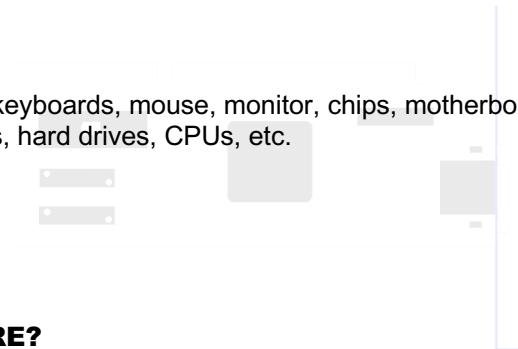 keyboards, mouse, monitor, chips, motherbo
s, hard drives, CPUs, etc.
RE?